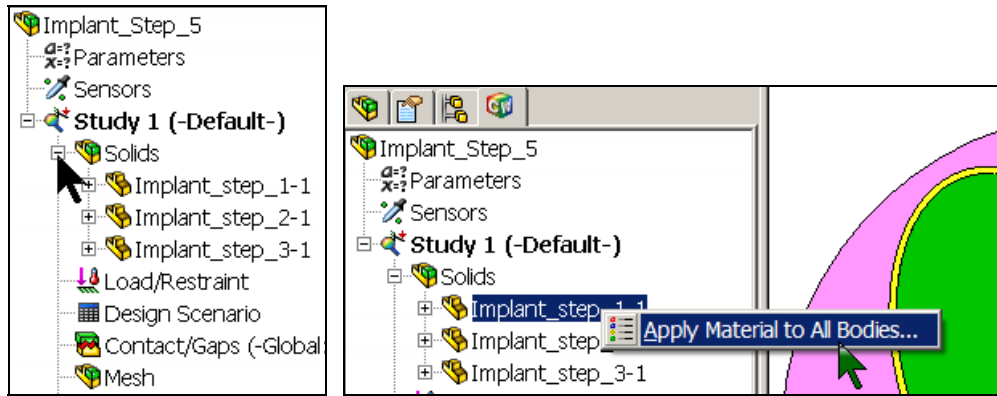 Implant_Step_5
Parameters
Sensors
Study 1 (-Default-)
Solids
Implant_step_1-1
Implant_step_2-1
Implant_step_3-1
Load/Restraint
Design Scenario
Contact/Gaps (-Global
Mesh
Implant_Step_5
Parameters
Sensors
Study 1 (-Default-)
Solids
Implant_step_1-1
Apply Material to All Bodies...
Implant_step_
Implant_step_3-1